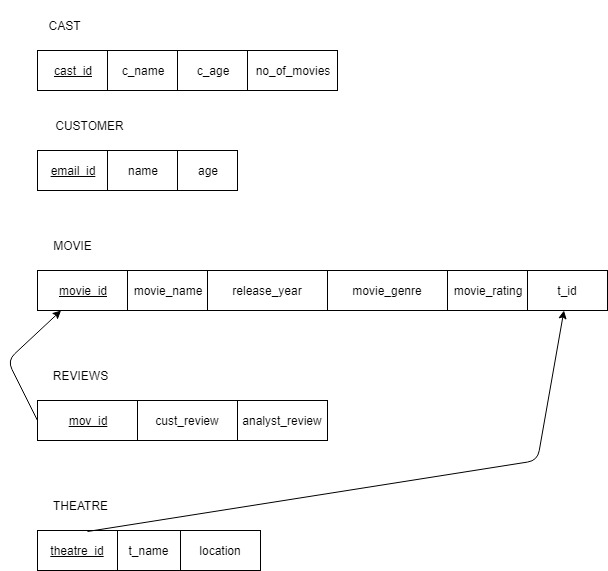 CAST
cast_id c_name c_age no_of_movies
CUSTOMER
email_id name age
MOVIE
movie_id movie_name release_year movie_genre movie_rating t_id
REVIEWS
mov_id cust_review analyst_review
THEATRE
theatre_id t_name location